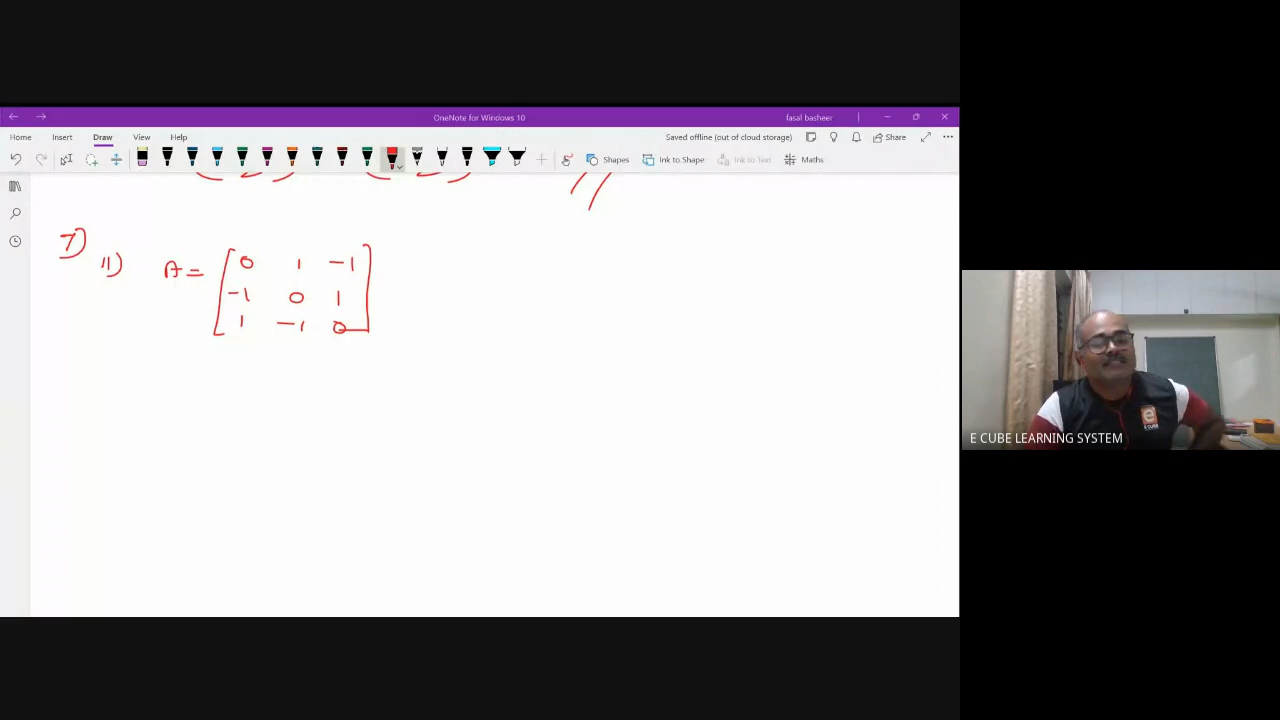 OneNote for Windows 10
fasal basheer
Home Insert Draw View Help
Saved offline (out of cloud storage)
Share
Shapes
Ink to Shape
Ink to Text
Maths
7)
ii) A = [ 0 1 -1
-1 0 1
1 -1 0 ]
e
E CUBE
E CUBE LEARNING SYSTEM